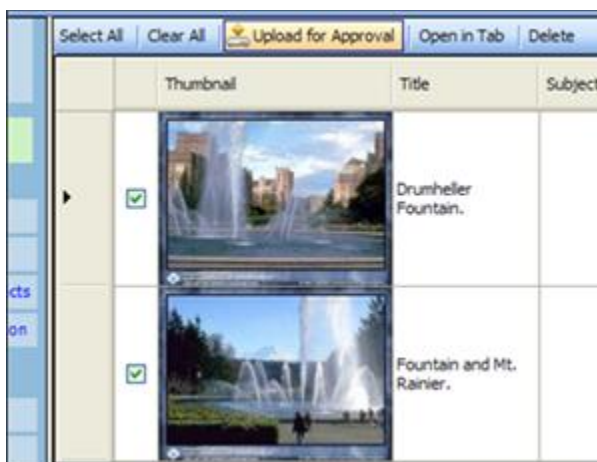 Select All Clear All Upload for Approval Open in Tab Delete
Thumbnail Title Subject
Drumheller
Fountain.
cts
on
Fountain and Mt.
Rainier.